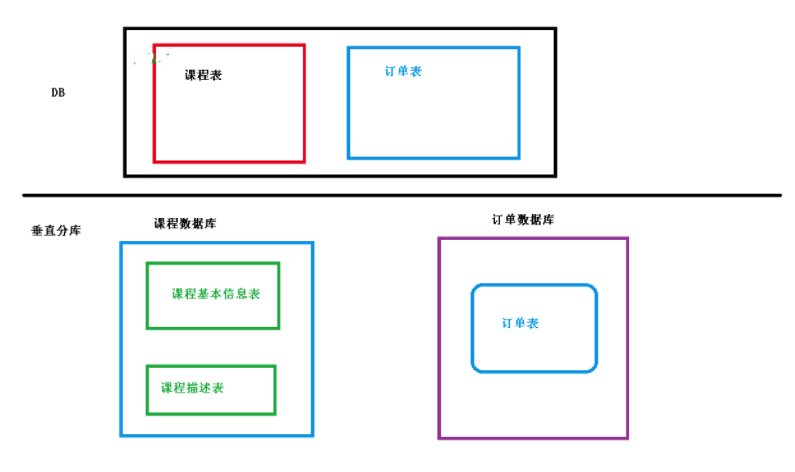 课程表
订单表
DB
课程数据库
订单数据库
垂直分库
课程基本信息表
订单表
课程描述表